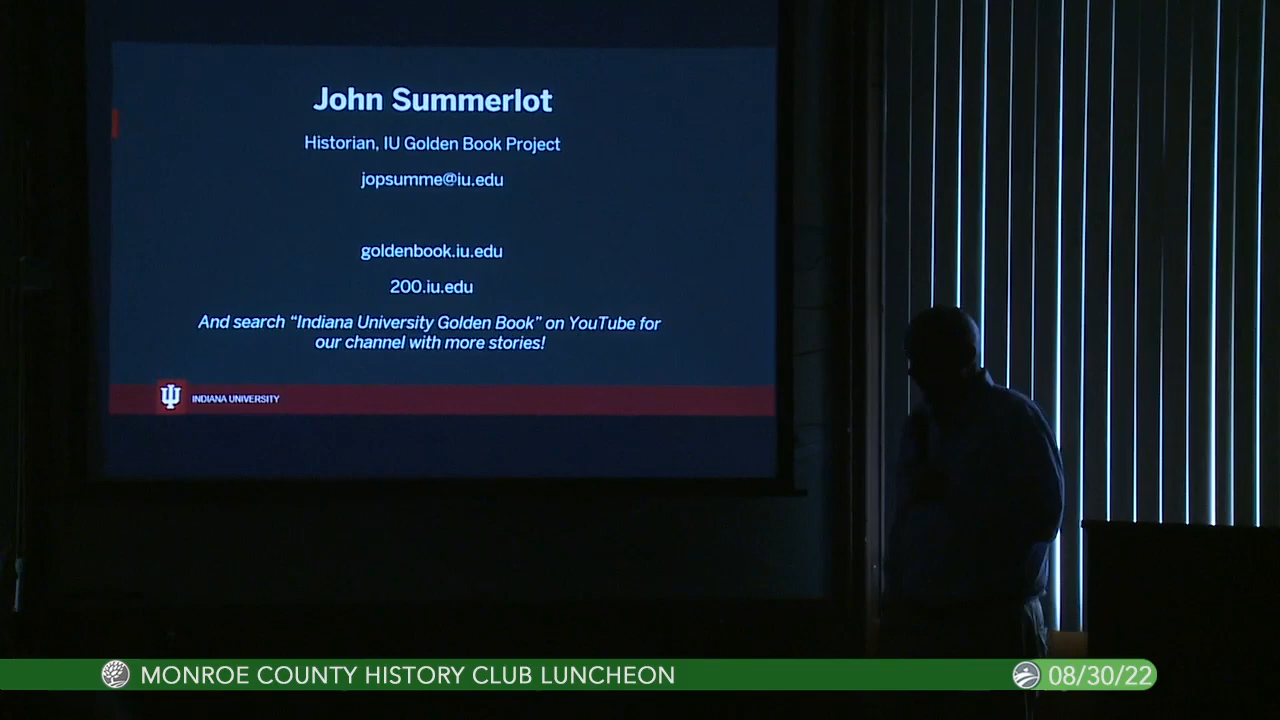 John Summerlot
Historian, IU Golden Book Project
jopsumme@iu.edu
goldenbook.iu.edu
200.iu.edu
And search “Indiana University Golden Book” on YouTube for
our channel with more stories!
INDIANA UNIVERSITY
MONROE COUNTY HISTORY CLUB LUNCHEON
08/30/22